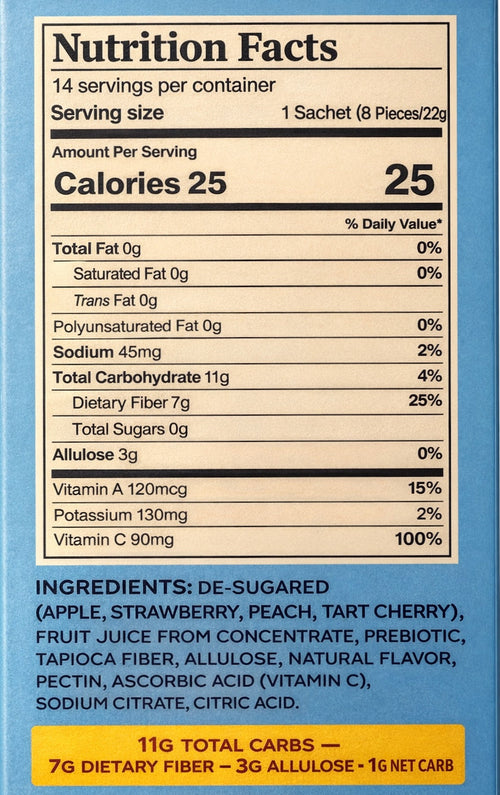 Nutrition Facts
14 servings per container
Serving size 1 Sachet (8 Pieces/22g
Amount Per Serving
Calories 25 25
% Daily Value*
Total Fat 0g 0%
Saturated Fat 0g 0%
Trans Fat 0g
Polyunsaturated Fat 0g 0%
Sodium 45mg 2%
Total Carbohydrate 11g 4%
Dietary Fiber 7g 25%
Total Sugars 0g
Allulose 3g 0%
Vitamin A 120mcg 15%
Potassium 130mg 2%
Vitamin C 90mg 100%
INGREDIENTS: DE-SUGARED
(APPLE, STRAWBERRY, PEACH, TART CHERRY),
FRUIT JUICE FROM CONCENTRATE, PREBIOTIC,
TAPIOCA FIBER, ALLULOSE, NATURAL FLAVOR,
PECTIN, ASCORBIC ACID (VITAMIN C),
SODIUM CITRATE, CITRIC ACID.
11G TOTAL CARBS —
7G DIETARY FIBER – 3G ALLULOSE - 1G NET CARB